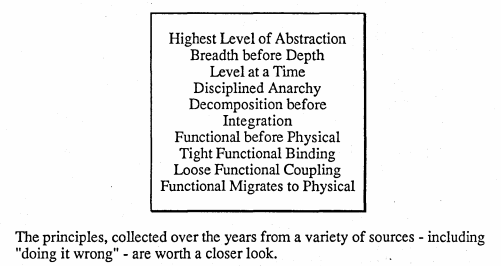 Highest Level of Abstraction
Breadth before Depth
Level at a Time
Disciplined Anarchy
Decomposition before
Integration
Functional before Physical
Tight Functional Binding
Loose Functional Coupling
Functional Migrates to Physical
The principles, collected over the years from a variety of sources - including
"doing it wrong" - are worth a closer look.